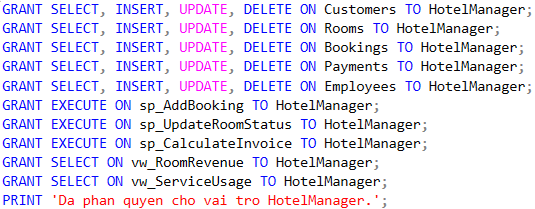 GRANT SELECT, INSERT, UPDATE, DELETE ON Customers TO HotelManager;
GRANT SELECT, INSERT, UPDATE, DELETE ON Rooms TO HotelManager;
GRANT SELECT, INSERT, UPDATE, DELETE ON Bookings TO HotelManager;
GRANT SELECT, INSERT, UPDATE, DELETE ON Payments TO HotelManager;
GRANT SELECT, INSERT, UPDATE, DELETE ON Employees TO HotelManager;
GRANT EXECUTE ON sp_AddBooking TO HotelManager;
GRANT EXECUTE ON sp_UpdateRoomStatus TO HotelManager;
GRANT EXECUTE ON sp_CalculateInvoice TO HotelManager;
GRANT SELECT ON vw_RoomRevenue TO HotelManager;
GRANT SELECT ON vw_ServiceUsage TO HotelManager;
PRINT 'Da phan quyen cho vai tro HotelManager.';